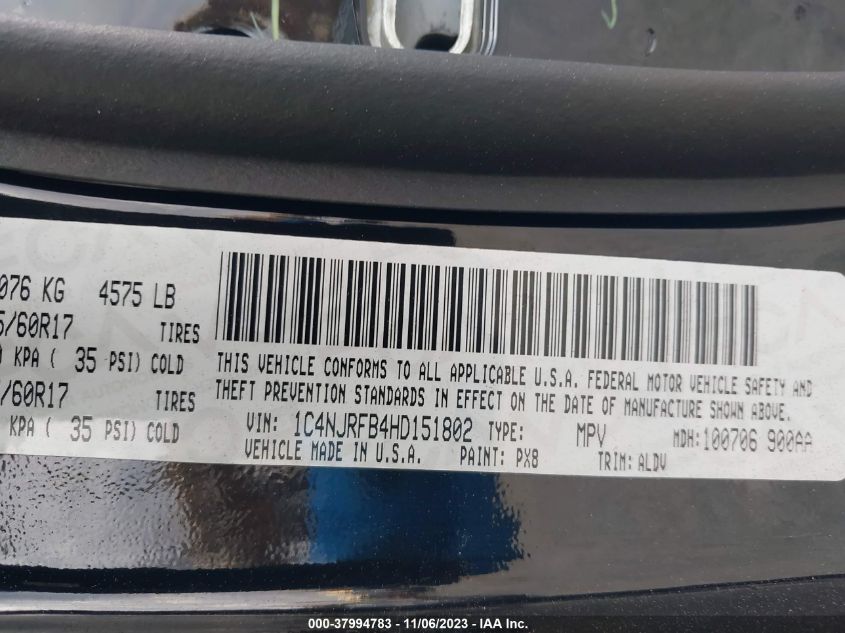 076 KG 4575 LB
5/60R17 TIRES
KPA ( 35 PSI) COLD
/60R17 TIRES
KPA ( 35 PSI) COLD
THIS VEHICLE CONFORMS TO ALL APPLICABLE U.S.A. FEDERAL MOTOR VEHICLE SAFETY AND
THEFT PREVENTION STANDARDS IN EFFECT ON THE DATE OF MANUFACTURE SHOWN ABOVE.
VIN: 1C4NJRFB4HD151802 TYPE: MPV MDH:100706 900AA
VEHICLE MADE IN U.S.A. PAINT: PX8 TRIM: ALDV
000-37994783 - 11/06/2023 - © IAA Inc.